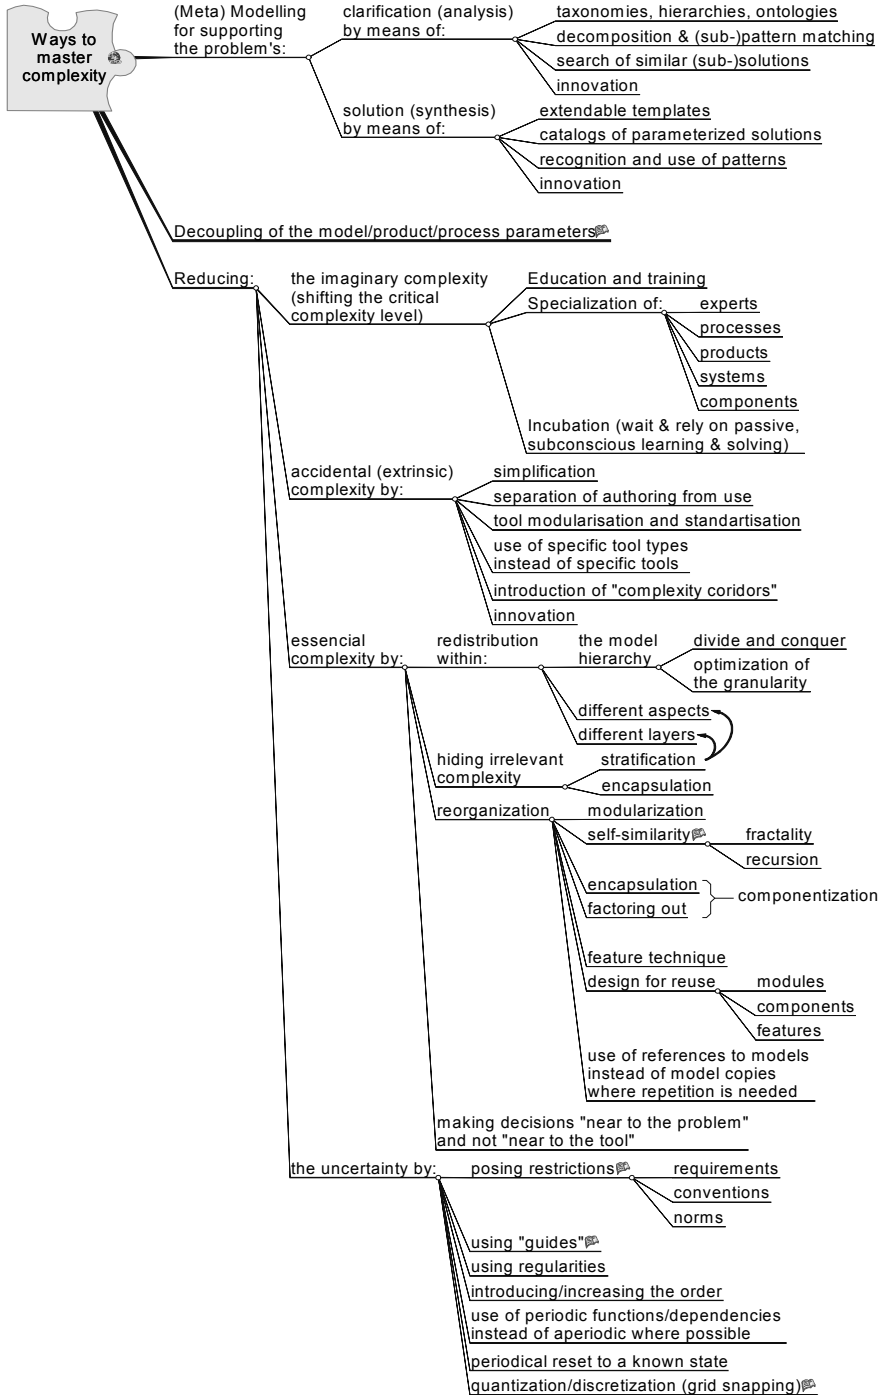 Ways to
master
complexity
(Meta) Modelling
for supporting
the problem's:
clarification (analysis)
by means of:
taxonomies, hierarchies, ontologies
decomposition & (sub-)pattern matching
search of similar (sub-)solutions
innovation
solution (synthesis)
by means of:
extendable templates
catalogs of parameterized solutions
recognition and use of patterns
innovation
Decoupling of the model/product/process parameters
Reducing:
the imaginary complexity
(shifting the critical
complexity level)
Education and training
Specialization of:
experts
processes
products
systems
components
Incubation (wait & rely on passive,
subconscious learning & solving)
accidental (extrinsic)
complexity by:
simplification
separation of authoring from use
tool modularisation and standartisation
use of specific tool types
instead of specific tools
introduction of "complexity coridors"
innovation
essencial
complexity by:
redistribution
within:
the model
hierarchy
divide and conquer
optimization of
the granularity
different aspects
different layers
hiding irrelevant
complexity
stratification
encapsulation
reorganization
modularization
self-similarity
fractality
recursion
encapsulation
factoring out
componentization
feature technique
design for reuse
modules
components
features
use of references to models
instead of model copies
where repetition is needed
making decisions "near to the problem"
and not "near to the tool"
the uncertainty by:
posing restrictions
requirements
conventions
norms
using "guides"
using regularities
introducing/increasing the order
use of periodic functions/dependencies
instead of aperiodic where possible
periodical reset to a known state
quantization/discretization (grid snapping)